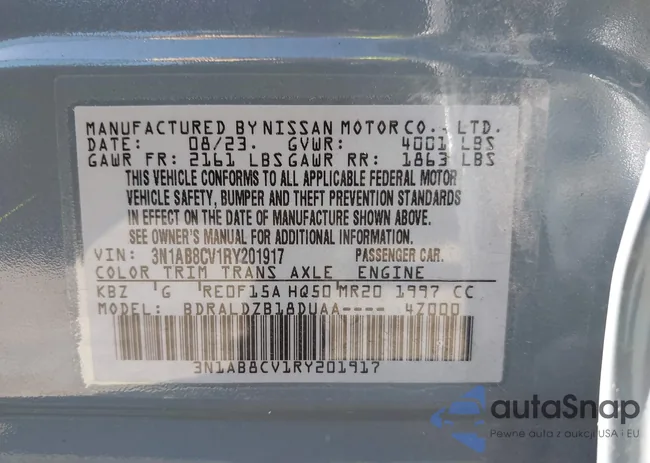 MANUFACTURED BY NISSAN MOTOR CO., LTD.
DATE: 08/23. GVWR: 4001 LBS
GAWR FR: 2161 LBS GAWR RR: 1863 LBS
THIS VEHICLE CONFORMS TO ALL APPLICABLE FEDERAL MOTOR
VEHICLE SAFETY, BUMPER AND THEFT PREVENTION STANDARDS
IN EFFECT ON THE DATE OF MANUFACTURE SHOWN ABOVE.
SEE OWNER'S MANUAL FOR ADDITIONAL INFORMATION.
VIN: 3N1AB8CV1RY201917 PASSENGER CAR.
COLOR TRIM TRANS AXLE ENGINE
KBZ G RE0F15A HQ50 MR20 1997 CC
MODEL: BDRALDZB18DUAA---- 47000
3N1AB8CV1RY201917
autaSnap
Pewne auta z aukcji USA i EU